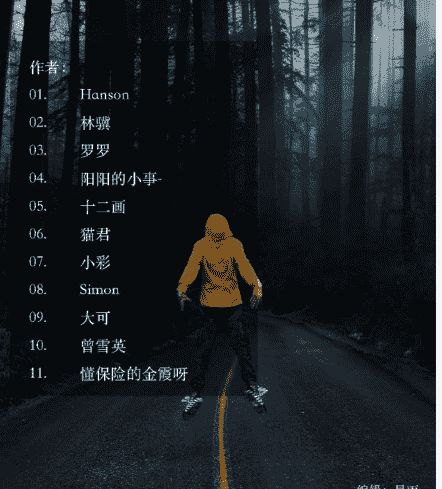 作者：
01. Hanson
02. 林骥
03. 罗罗
04. 阳阳的小事-
05. 十二画
06. 猫君
07. 小彩
08. Simon
09. 大可
10. 曾雪英
11. 懂保险的金霞呀